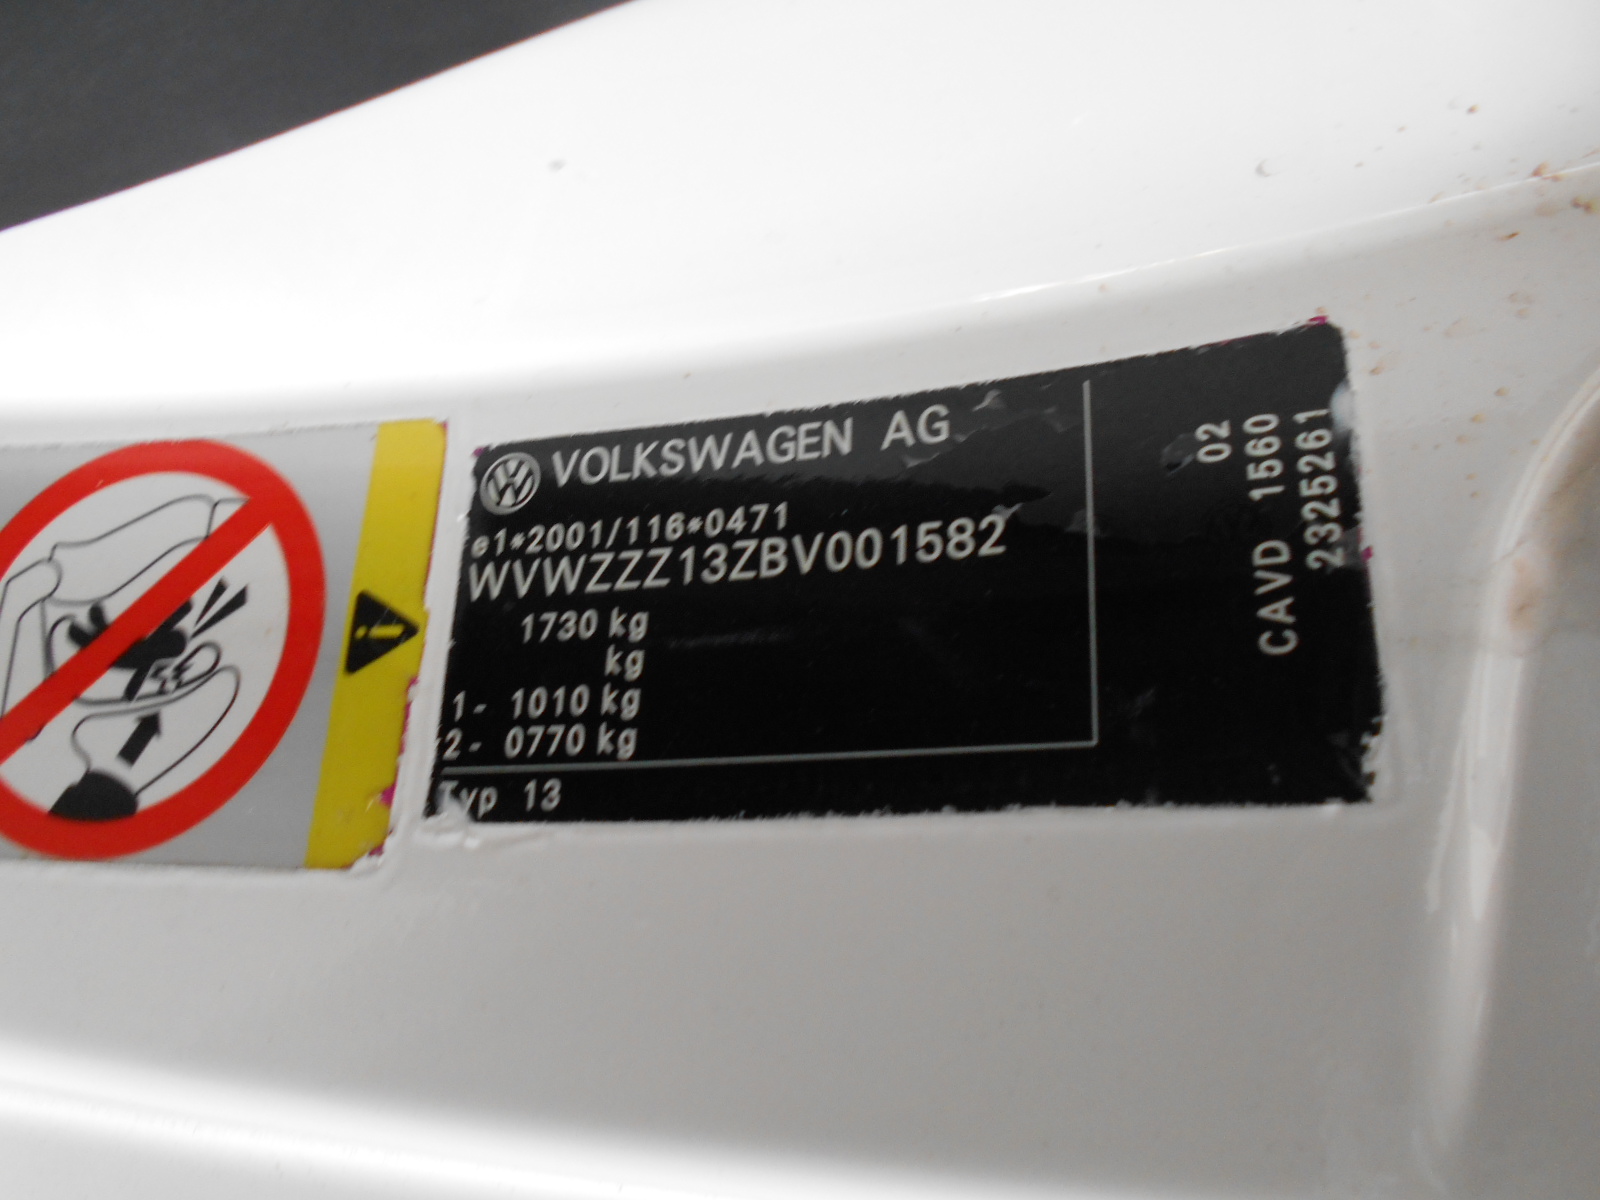 VOLKSWAGEN AG
e1*2001/116*0471
WVWZZZ13ZBV001582
1730 kg
kg
1- 1010 kg
2- 0770 kg
Typ 13
02
CAVD 1560
2325261